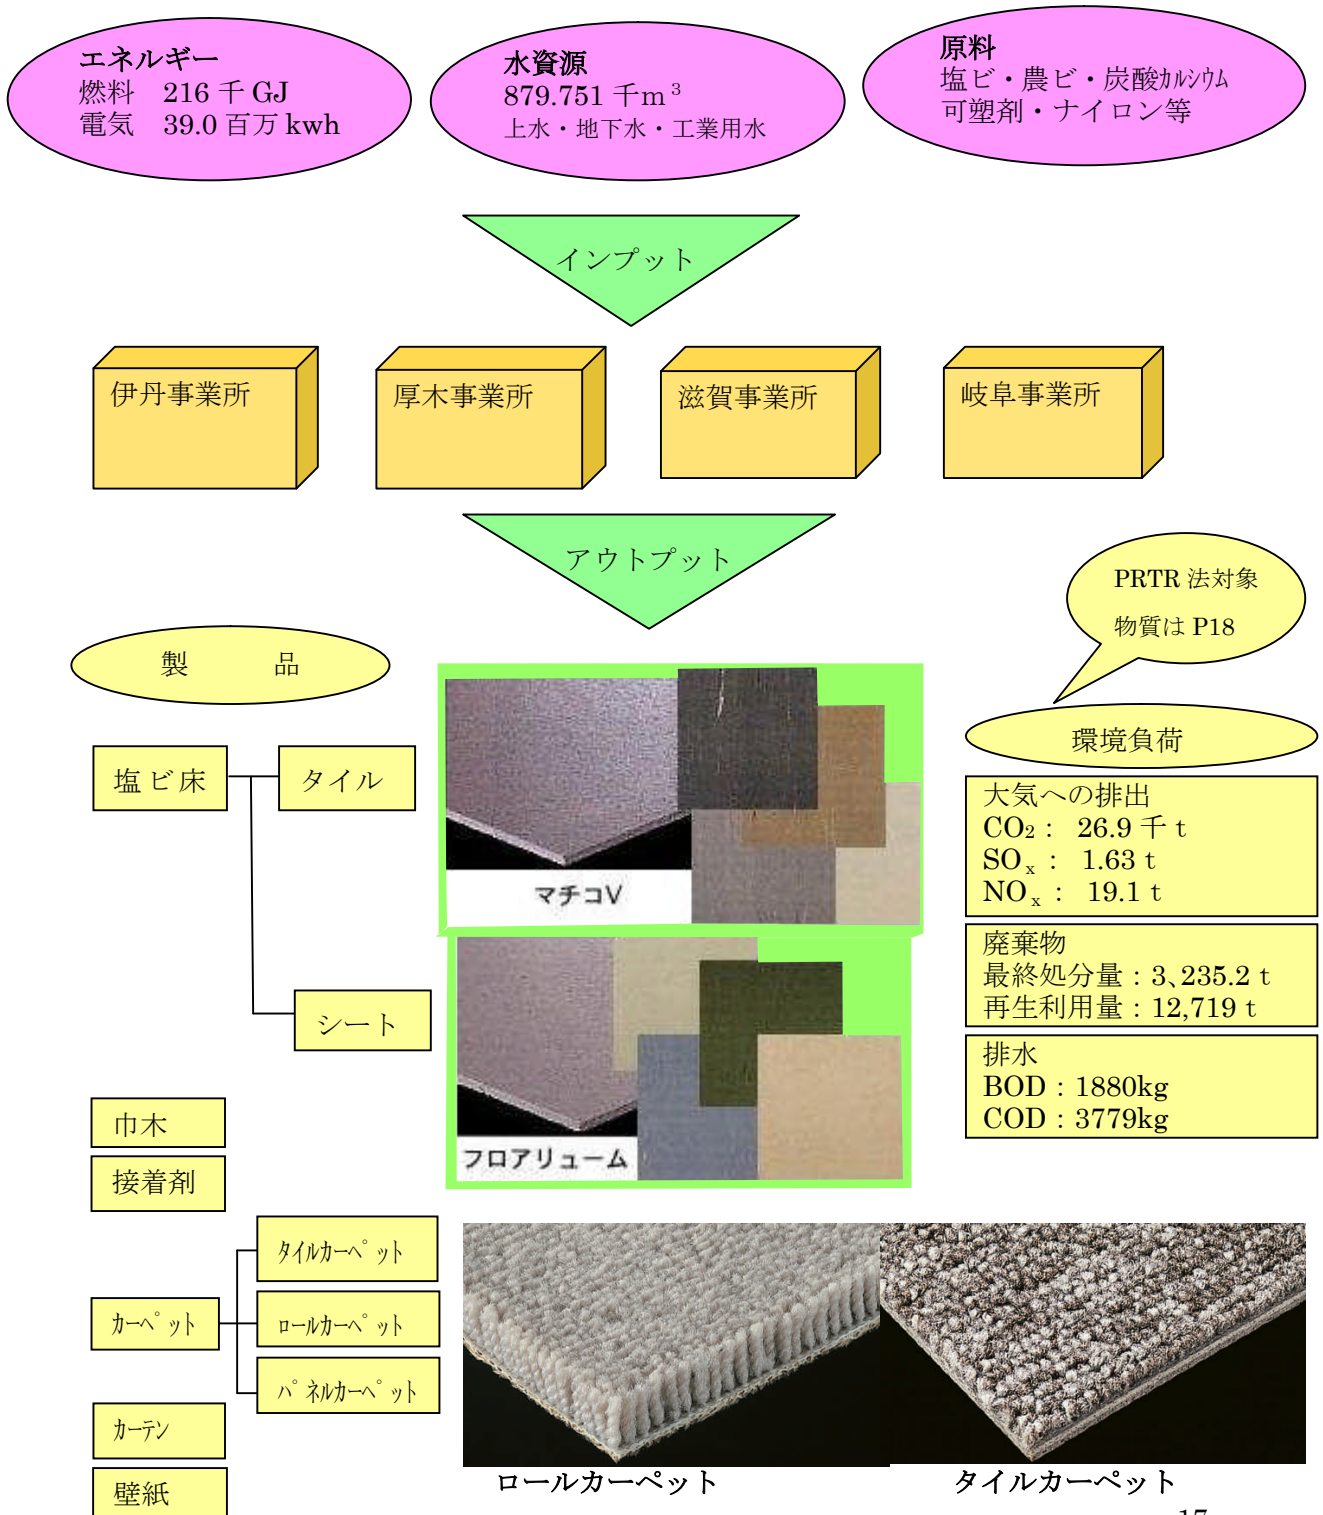 エネルギー
燃料　216 千 GJ
電気　39.0 百万 kwh
水資源
879.751 千m³
上水・地下水・工業用水
原料
塩ビ・農ビ・炭酸ｶﾙｼｳﾑ
可塑剤・ナイロン等
インプット
伊丹事業所
厚木事業所
滋賀事業所
岐阜事業所
アウトプット
PRTR 法対象
物質は P18
製　　品
環境負荷
塩ビ床
タイル
シート
マチコV
フロアリューム
大気への排出
CO₂： 26.9 千 t
SOₓ： 1.63 t
NOₓ： 19.1 t
廃棄物
最終処分量：3､235.2 t
再生利用量：12,719 t
排水
BOD：1880kg
COD：3779kg
巾木
接着剤
ｶｰﾍﾟｯﾄ
ﾀｲﾙｶｰﾍﾟｯﾄ
ﾛｰﾙｶｰﾍﾟｯﾄ
ﾊﾟﾈﾙｶｰﾍﾟｯﾄ
ｶｰﾃﾝ
壁紙
ロールカーペット
タイルカーペット
17